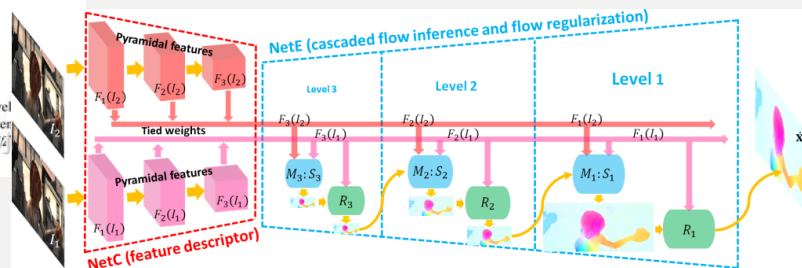 NetE (cascaded flow inference and flow regularization)
Pyramidal features
F₁(I₂)
F₂(I₂)
F₃(I₂)
I₂
Level 3
Level 2
Level 1
F₃(I₂)
F₂(I₂)
F₁(I₂)
Tied weights
F₃(I₁)
F₂(I₁)
F₁(I₁)
Pyramidal features
F₁(I₁)
F₂(I₁)
F₃(I₁)
I₁
M₃: S₃
R₃
M₂: S₂
R₂
M₁: S₁
R₁
NetC (feature descriptor)